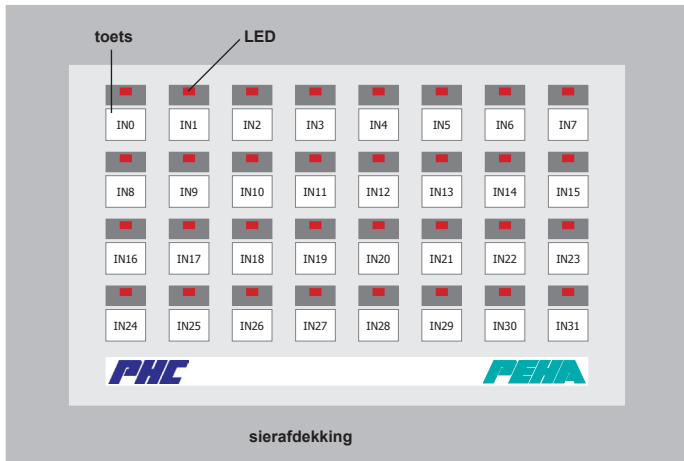 toets LED
IN0 IN1 IN2 IN3 IN4 IN5 IN6 IN7
IN8 IN9 IN10 IN11 IN12 IN13 IN14 IN15
IN16 IN17 IN18 IN19 IN20 IN21 IN22 IN23
IN24 IN25 IN26 IN27 IN28 IN29 IN30 IN31
PHC PEHA
sierafdekking